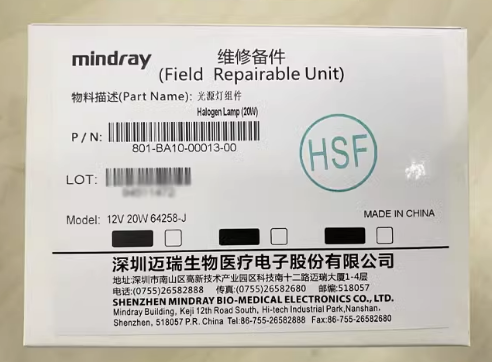 mindray
维修备件
(Field Repairable Unit)
物料描述(Part Name): 光源灯组件
Halogen Lamp (20W)
P/N:
801-BA10-00013-00
HSF
LOT:
Model: 12V 20W 64258-J
MADE IN CHINA
深圳迈瑞生物医疗电子股份有限公司
地址:深圳市南山区高新技术产业园区科技南十二路迈瑞大厦1-4层
电话:(0755)26582888 传真:(0755)26582680 邮编:518057
SHENZHEN MINDRAY BIO-MEDICAL ELECTRONICS CO., LTD.
Mindray Building, Keji 12th Road South, Hi-tech Industrial Park,Nanshan.
Shenzhen, 518057 P.R. China Tel:86-755-26582888 Fax:86-755-26582680